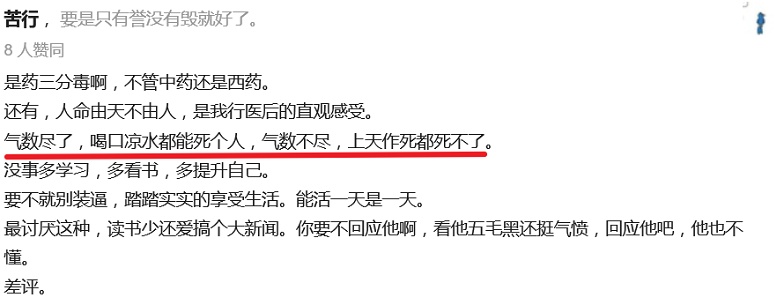 苦行，要是只有誉没有毁就好了。
8 人赞同
是药三分毒啊，不管中药还是西药。
还有，人命由天不由人，是我行医后的直观感受。
气数尽了，喝口凉水都能死个人，气数不尽，上天作死都死不了。
没事多学习，多看书，多提升自己。
要不就别装逼，踏踏实实的享受生活。能活一天是一天。
最讨厌这种，读书少还爱搞个大新闻。你要不回应他啊，看他五毛黑还挺气愤，回应他吧，他也不
懂。
差评。